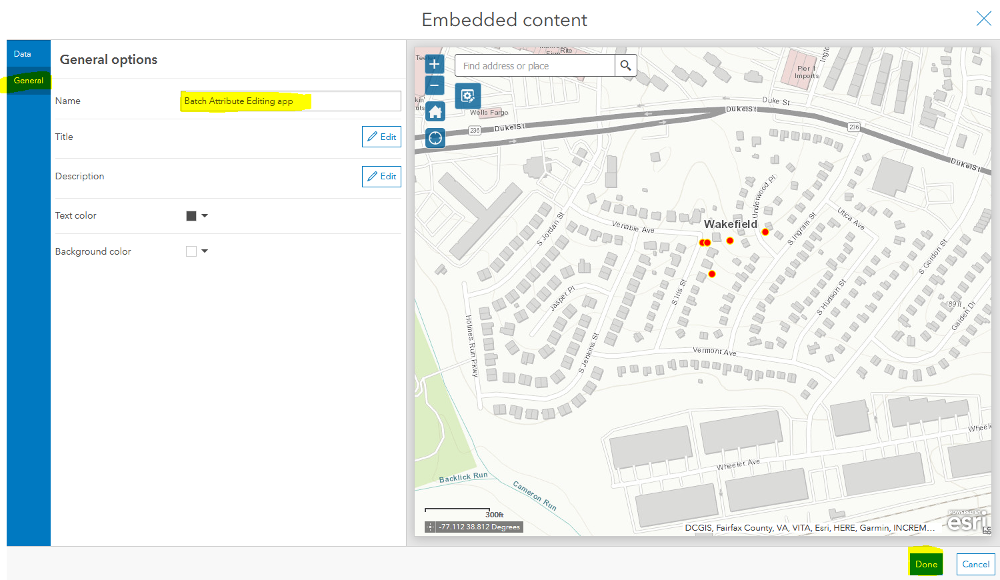 Embedded content
Data
General
General options
Name
Batch Attribute Editing app
Title
Edit
Description
Edit
Text color
Background color
+
−
Find address or place
Rite
Pier 1
Imports
Wells Fargo
Duke St
Duke St
Duke St
Duke St
236
236
Underwood Pl
Wakefield
Utica Ave
S Ingram St
Venable Ave
S Jordan St
S Gordon St
S Iris St
S Hudson St
Jasper Pl
89 ft
Garden Dr
Holmes Run Pkwy
S Jenkins St
Vermont Ave
Wheeler Ave
Wheele
Backlick Run
Cameron Run
300ft
-77.112 38.812 Degrees
DCGIS, Fairfax County, VA, VITA, Esri, HERE, Garmin, INCREM...
POWERED BY
esri
Done
Cancel